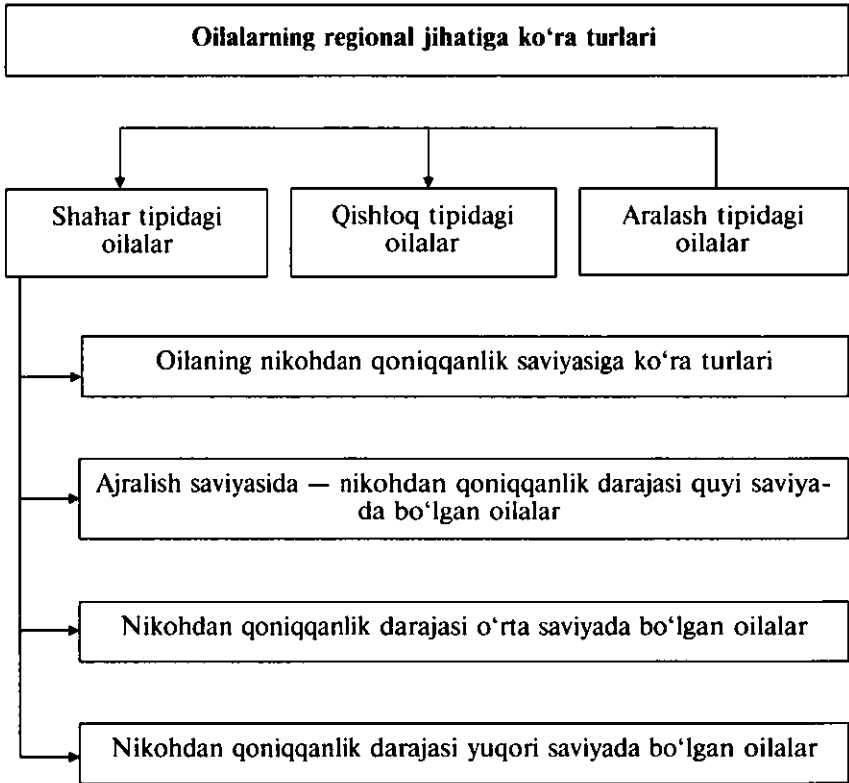 Oilalarning regional jihatiga ko‘ra turlari
Shahar tipidagi
oilalar
Qishloq tipidagi
oilalar
Aralash tipidagi
oilalar
Oilaning nikohdan qoniqqanlik saviyasiga ko‘ra turlari
Ajralish saviyasida — nikohdan qoniqqanlik darajasi quyi saviya-
da bo‘lgan oilalar
Nikohdan qoniqqanlik darajasi o‘rta saviyada bo‘lgan oilalar
Nikohdan qoniqqanlik darajasi yuqori saviyada bo‘lgan oilalar